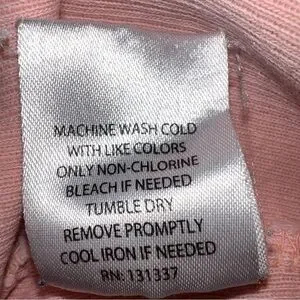 MACHINE WASH COLD
WITH LIKE COLORS
ONLY NON-CHLORINE
BLEACH IF NEEDED
TUMBLE DRY
REMOVE PROMPTLY
COOL IRON IF NEEDED
RN: 131337